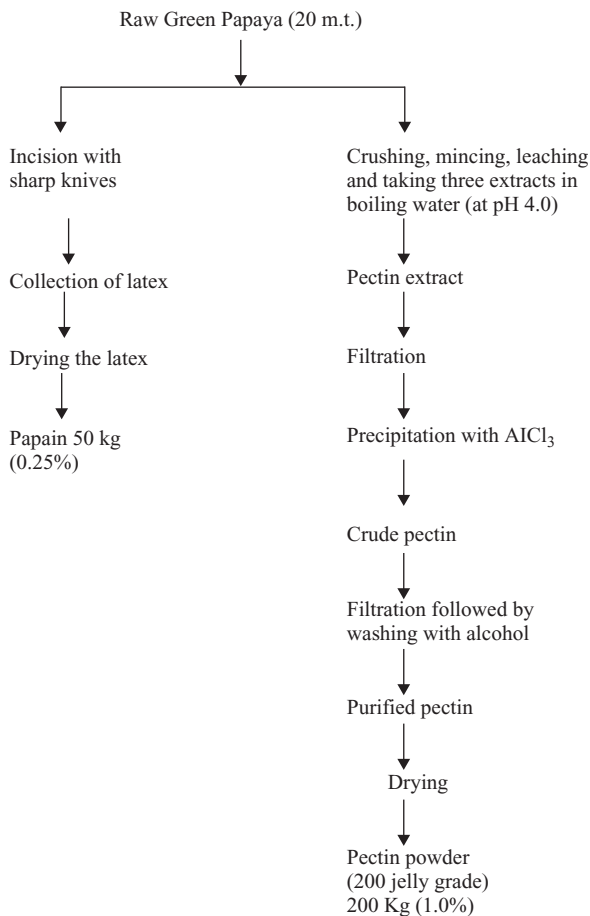 Raw Green Papaya (20 m.t.)
Incision with
sharp knives
Collection of latex
Drying the latex
Papain 50 kg
(0.25%)
Crushing, mincing, leaching
and taking three extracts in
boiling water (at pH 4.0)
Pectin extract
Filtration
Precipitation with AICl₃
Crude pectin
Filtration followed by
washing with alcohol
Purified pectin
Drying
Pectin powder
(200 jelly grade)
200 Kg (1.0%)